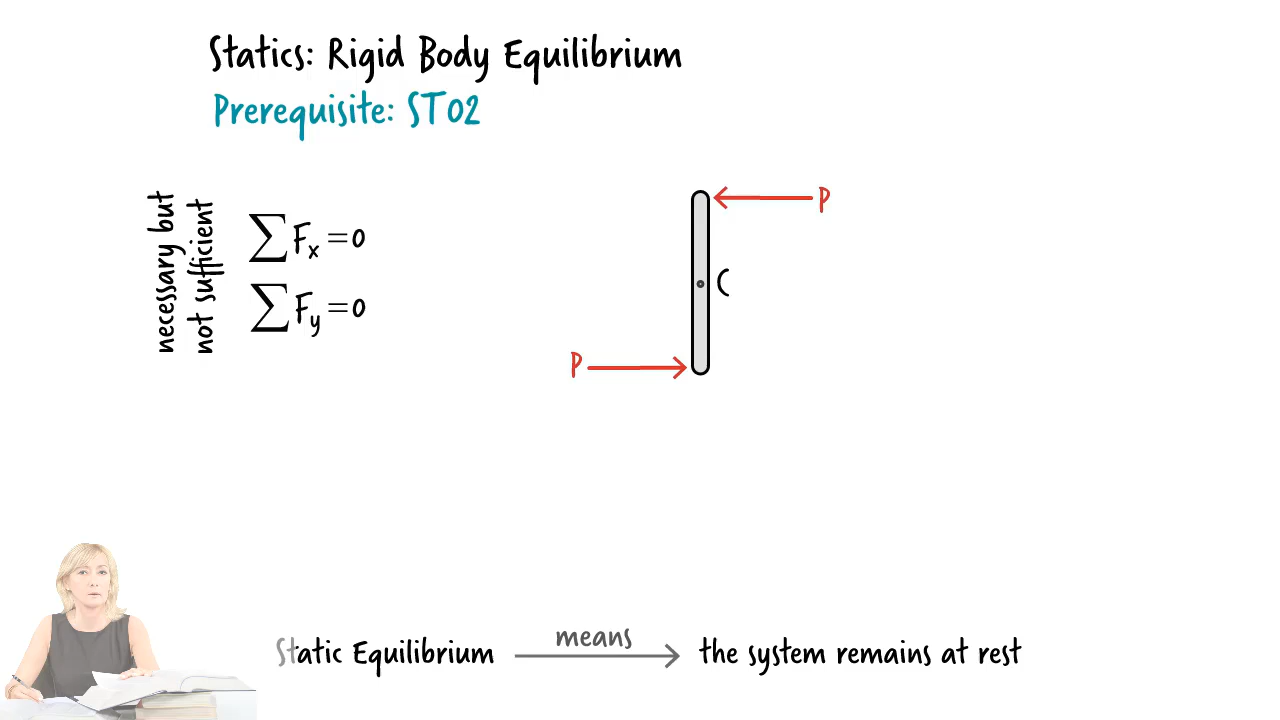 Statics: Rigid Body Equilibrium
Prerequisite: ST02
necessary but
not sufficient
∑Fx=0
∑Fy=0
P
C
P
means
Static Equilibrium
the system remains at rest